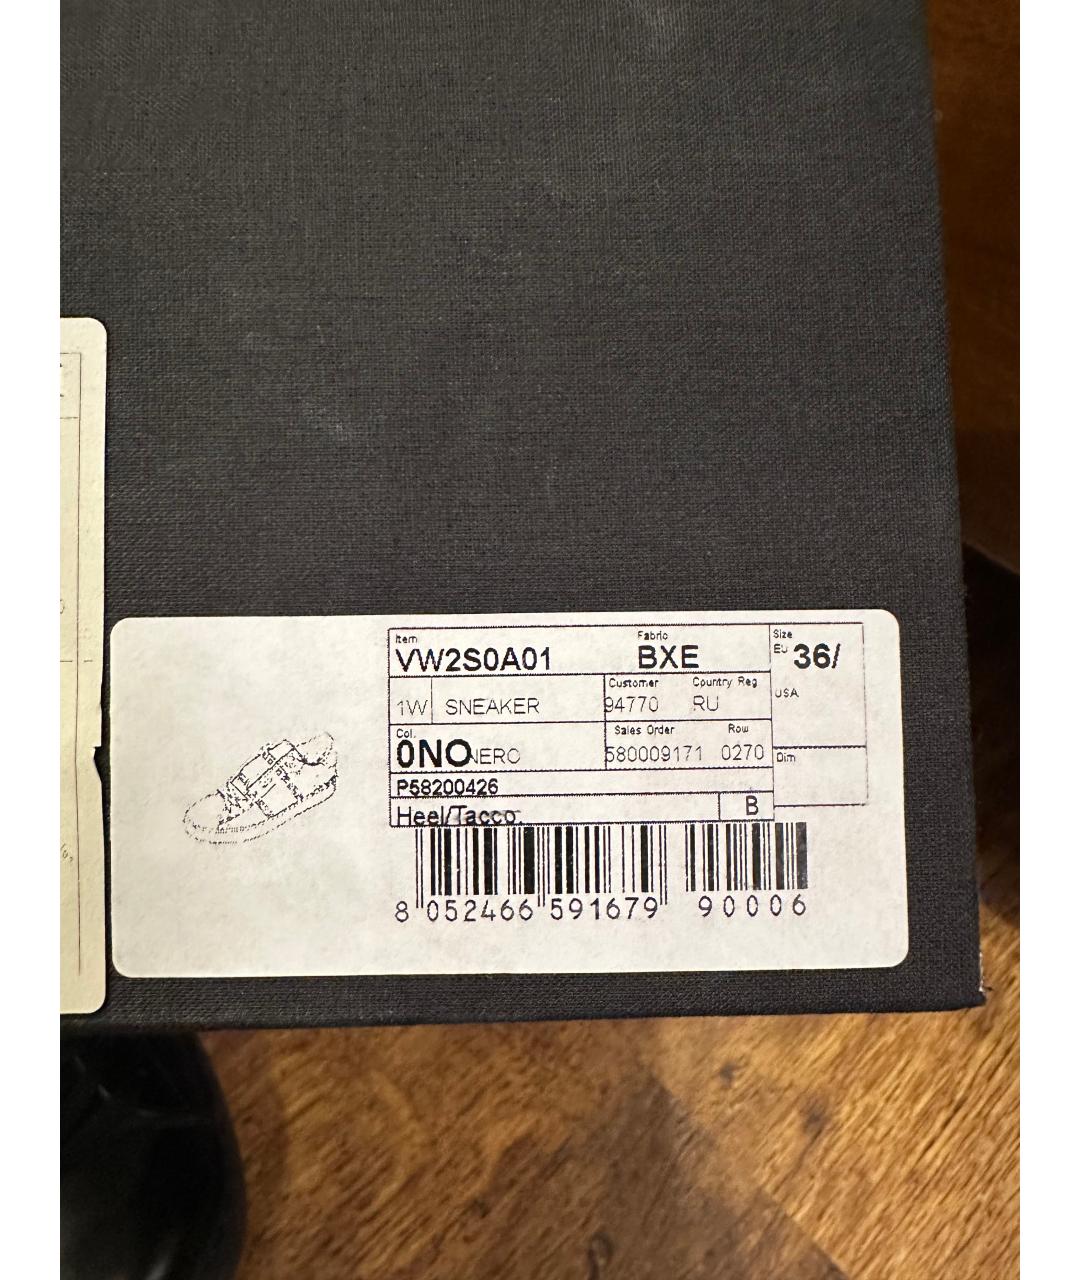 Item Fabric Size
VW2S0A01 BXE EU 36/
Customer Country Reg
1W SNEAKER 94770 RU USA
Col. Sales Order Row
0NO NERO 580009171 0270 Dim
P58200426
Heel/Tacco B
8 052466 591679 90006